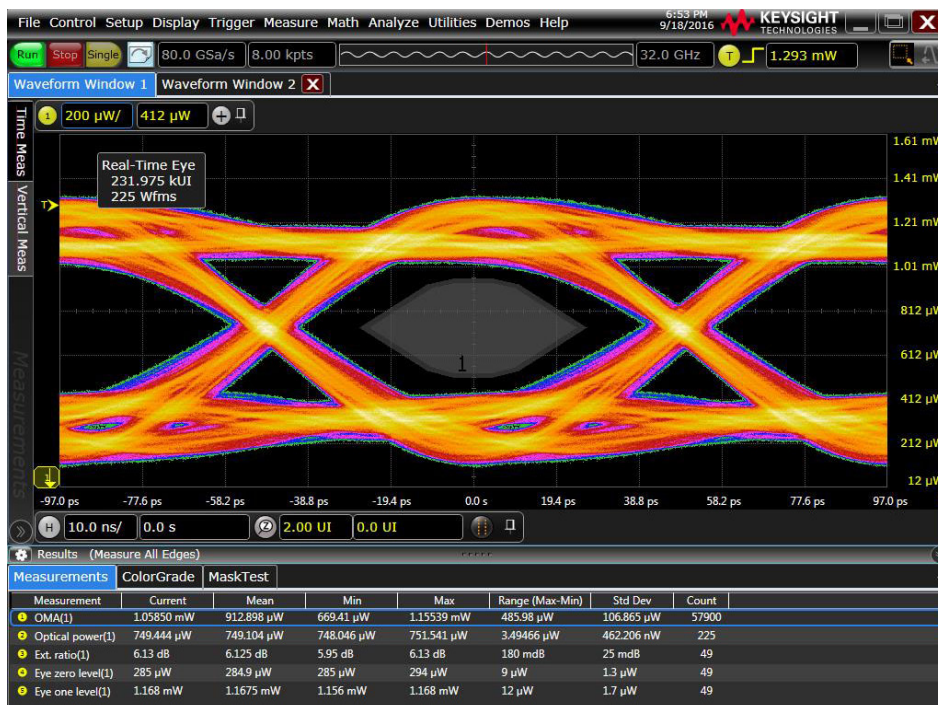 File Control Setup Display Trigger Measure Math Analyze Utilities Demos Help 6:53 PM 9/18/2016 KEYSIGHT TECHNOLOGIES X
Run Stop Single 80.0 GSa/s 8.00 kpts 32.0 GHz T 1.293 mW
Waveform Window 1 Waveform Window 2 X
Time Meas
Vertical Meas
Measurements
1 200 µW/ 412 µW +
Real-Time Eye
231.975 kUI
225 Wfms
T
1
1
1.61 mW
1.41 mW
1.21 mW
1.01 mW
812 µW
612 µW
412 µW
212 µW
12 µW
-97.0 ps -77.6 ps -58.2 ps -38.8 ps -19.4 ps 0.0 s 19.4 ps 38.8 ps 58.2 ps 77.6 ps 97.0 ps
H 10.0 ns/ 0.0 s Z 2.00 UI 0.0 UI
Results (Measure All Edges)
Measurements ColorGrade MaskTest
Measurement Current Mean Min Max Range (Max-Min) Std Dev Count
1 OMA(1) 1.05850 mW 912.898 µW 669.41 µW 1.15539 mW 485.98 µW 106.865 µW 57900
2 Optical power(1) 749.444 µW 749.104 µW 748.046 µW 751.541 µW 3.49466 µW 462.206 nW 225
3 Ext. ratio(1) 6.13 dB 6.125 dB 5.95 dB 6.13 dB 180 mdB 25 mdB 49
4 Eye zero level(1) 285 µW 284.9 µW 285 µW 294 µW 9 µW 1.3 µW 49
5 Eye one level(1) 1.168 mW 1.1675 mW 1.156 mW 1.168 mW 12 µW 1.7 µW 49